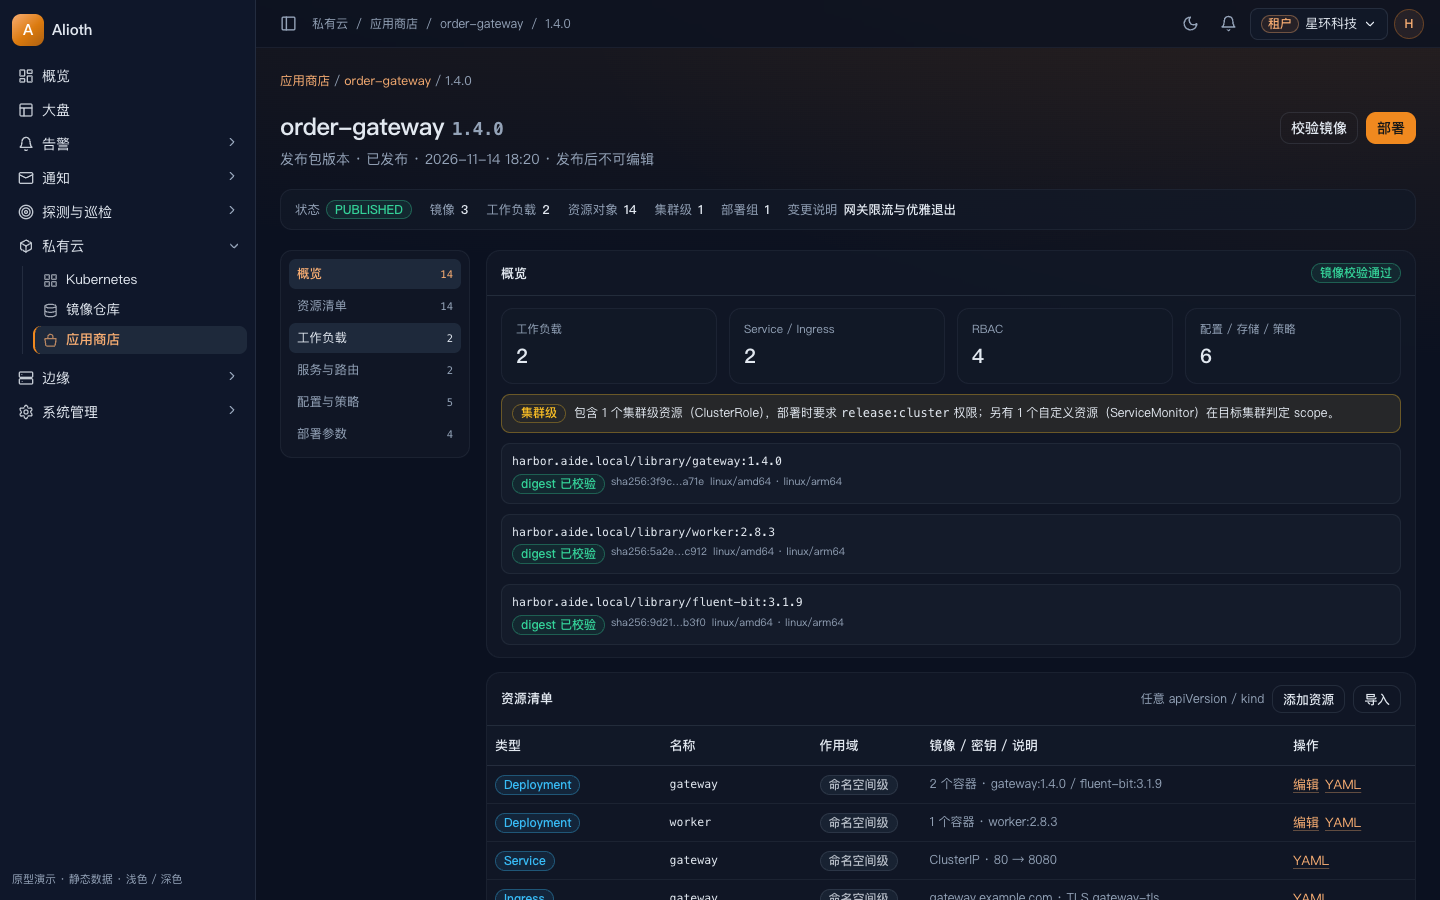 A Alioth
概览
大盘
告警
通知
探测与巡检
私有云
Kubernetes
镜像仓库
应用商店
边缘
系统管理
原型演示 · 静态数据 · 浅色 / 深色
私有云 / 应用商店 / order-gateway / 1.4.0
租户 星环科技
H
应用商店 / order-gateway / 1.4.0
order-gateway 1.4.0
校验镜像 部署
发布包版本 · 已发布 · 2026-11-14 18:20 · 发布后不可编辑
状态 PUBLISHED 镜像 3 工作负载 2 资源对象 14 集群级 1 部署组 1 变更说明 网关限流与优雅退出
概览 14
资源清单 14
工作负载 2
服务与路由 2
配置与策略 5
部署参数 4
概览 镜像校验通过
工作负载 Service / Ingress RBAC 配置 / 存储 / 策略
2 2 4 6
集群级 包含 1 个集群级资源（ClusterRole），部署时要求 release:cluster 权限；另有 1 个自定义资源（ServiceMonitor）在目标集群判定 scope。
harbor.aide.local/library/gateway:1.4.0
digest 已校验 sha256:3f9c…a71e linux/amd64 · linux/arm64
harbor.aide.local/library/worker:2.8.3
digest 已校验 sha256:5a2e…c912 linux/amd64 · linux/arm64
harbor.aide.local/library/fluent-bit:3.1.9
digest 已校验 sha256:9d21…b3f0 linux/amd64 · linux/arm64
资源清单 任意 apiVersion / kind 添加资源 导入
类型 名称 作用域 镜像 / 密钥 / 说明 操作
Deployment gateway 命名空间级 2 个容器 · gateway:1.4.0 / fluent-bit:3.1.9 编辑 YAML
Deployment worker 命名空间级 1 个容器 · worker:2.8.3 编辑 YAML
Service gateway 命名空间级 ClusterIP · 80 → 8080 YAML
Ingress gateway 命名空间级 gateway.example.com · TLS gateway-tls YAML